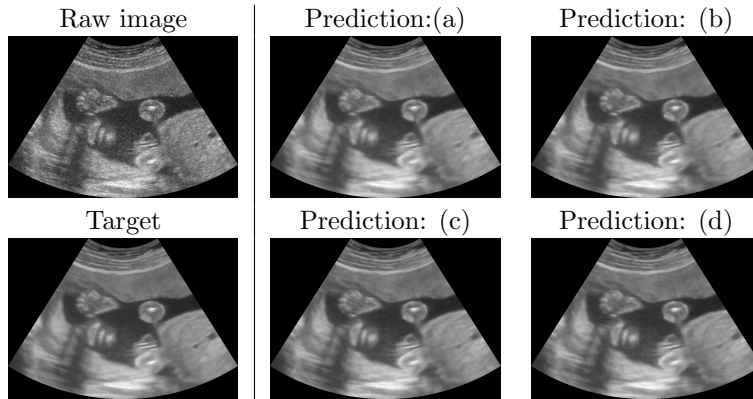 Raw image
Prediction:(a)
Prediction: (b)
Target
Prediction: (c)
Prediction: (d)